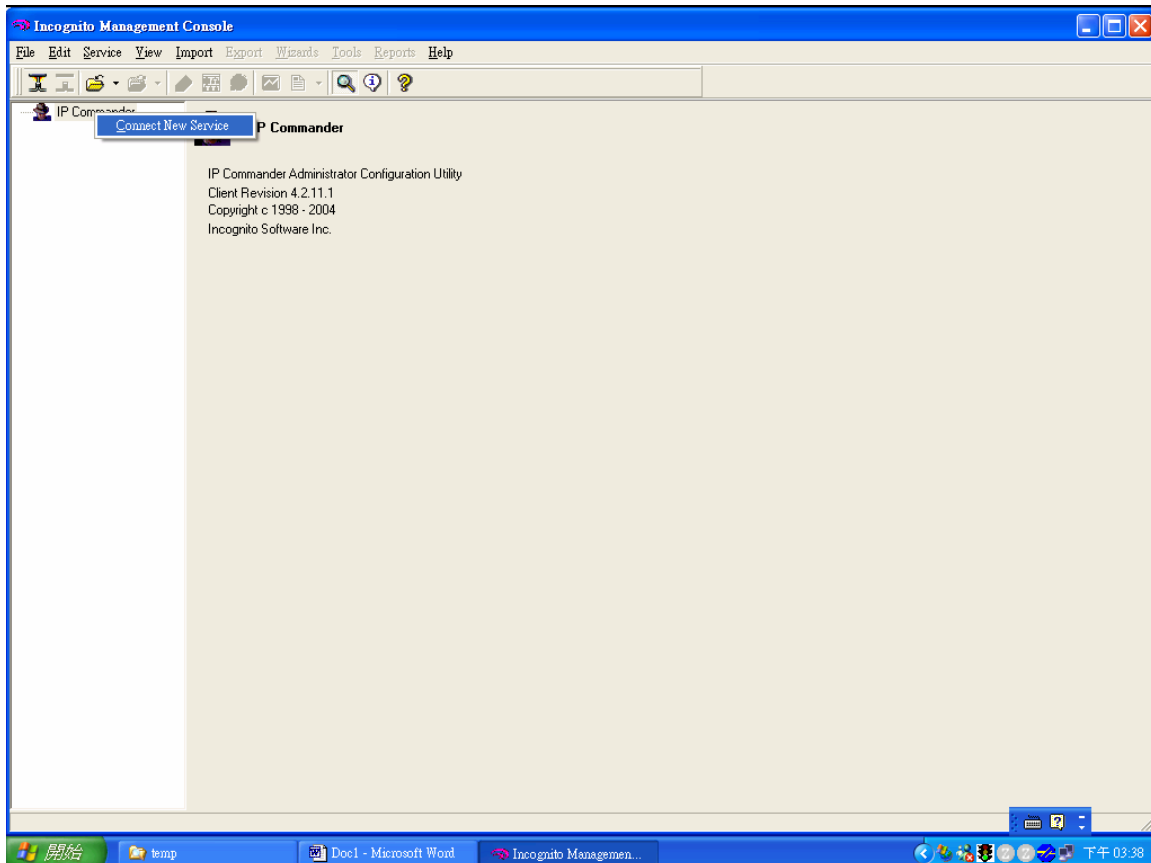 Incognito Management Console
File Edit Service View Import Export Wizards Tools Reports Help
IP Commander
Connect New Service
P Commander
IP Commander Administrator Configuration Utility
Client Revision 4.2.11.1
Copyright c 1998 - 2004
Incognito Software Inc.
開始 temp Doc1 - Microsoft Word Incognito Managemen... 下午 03:38